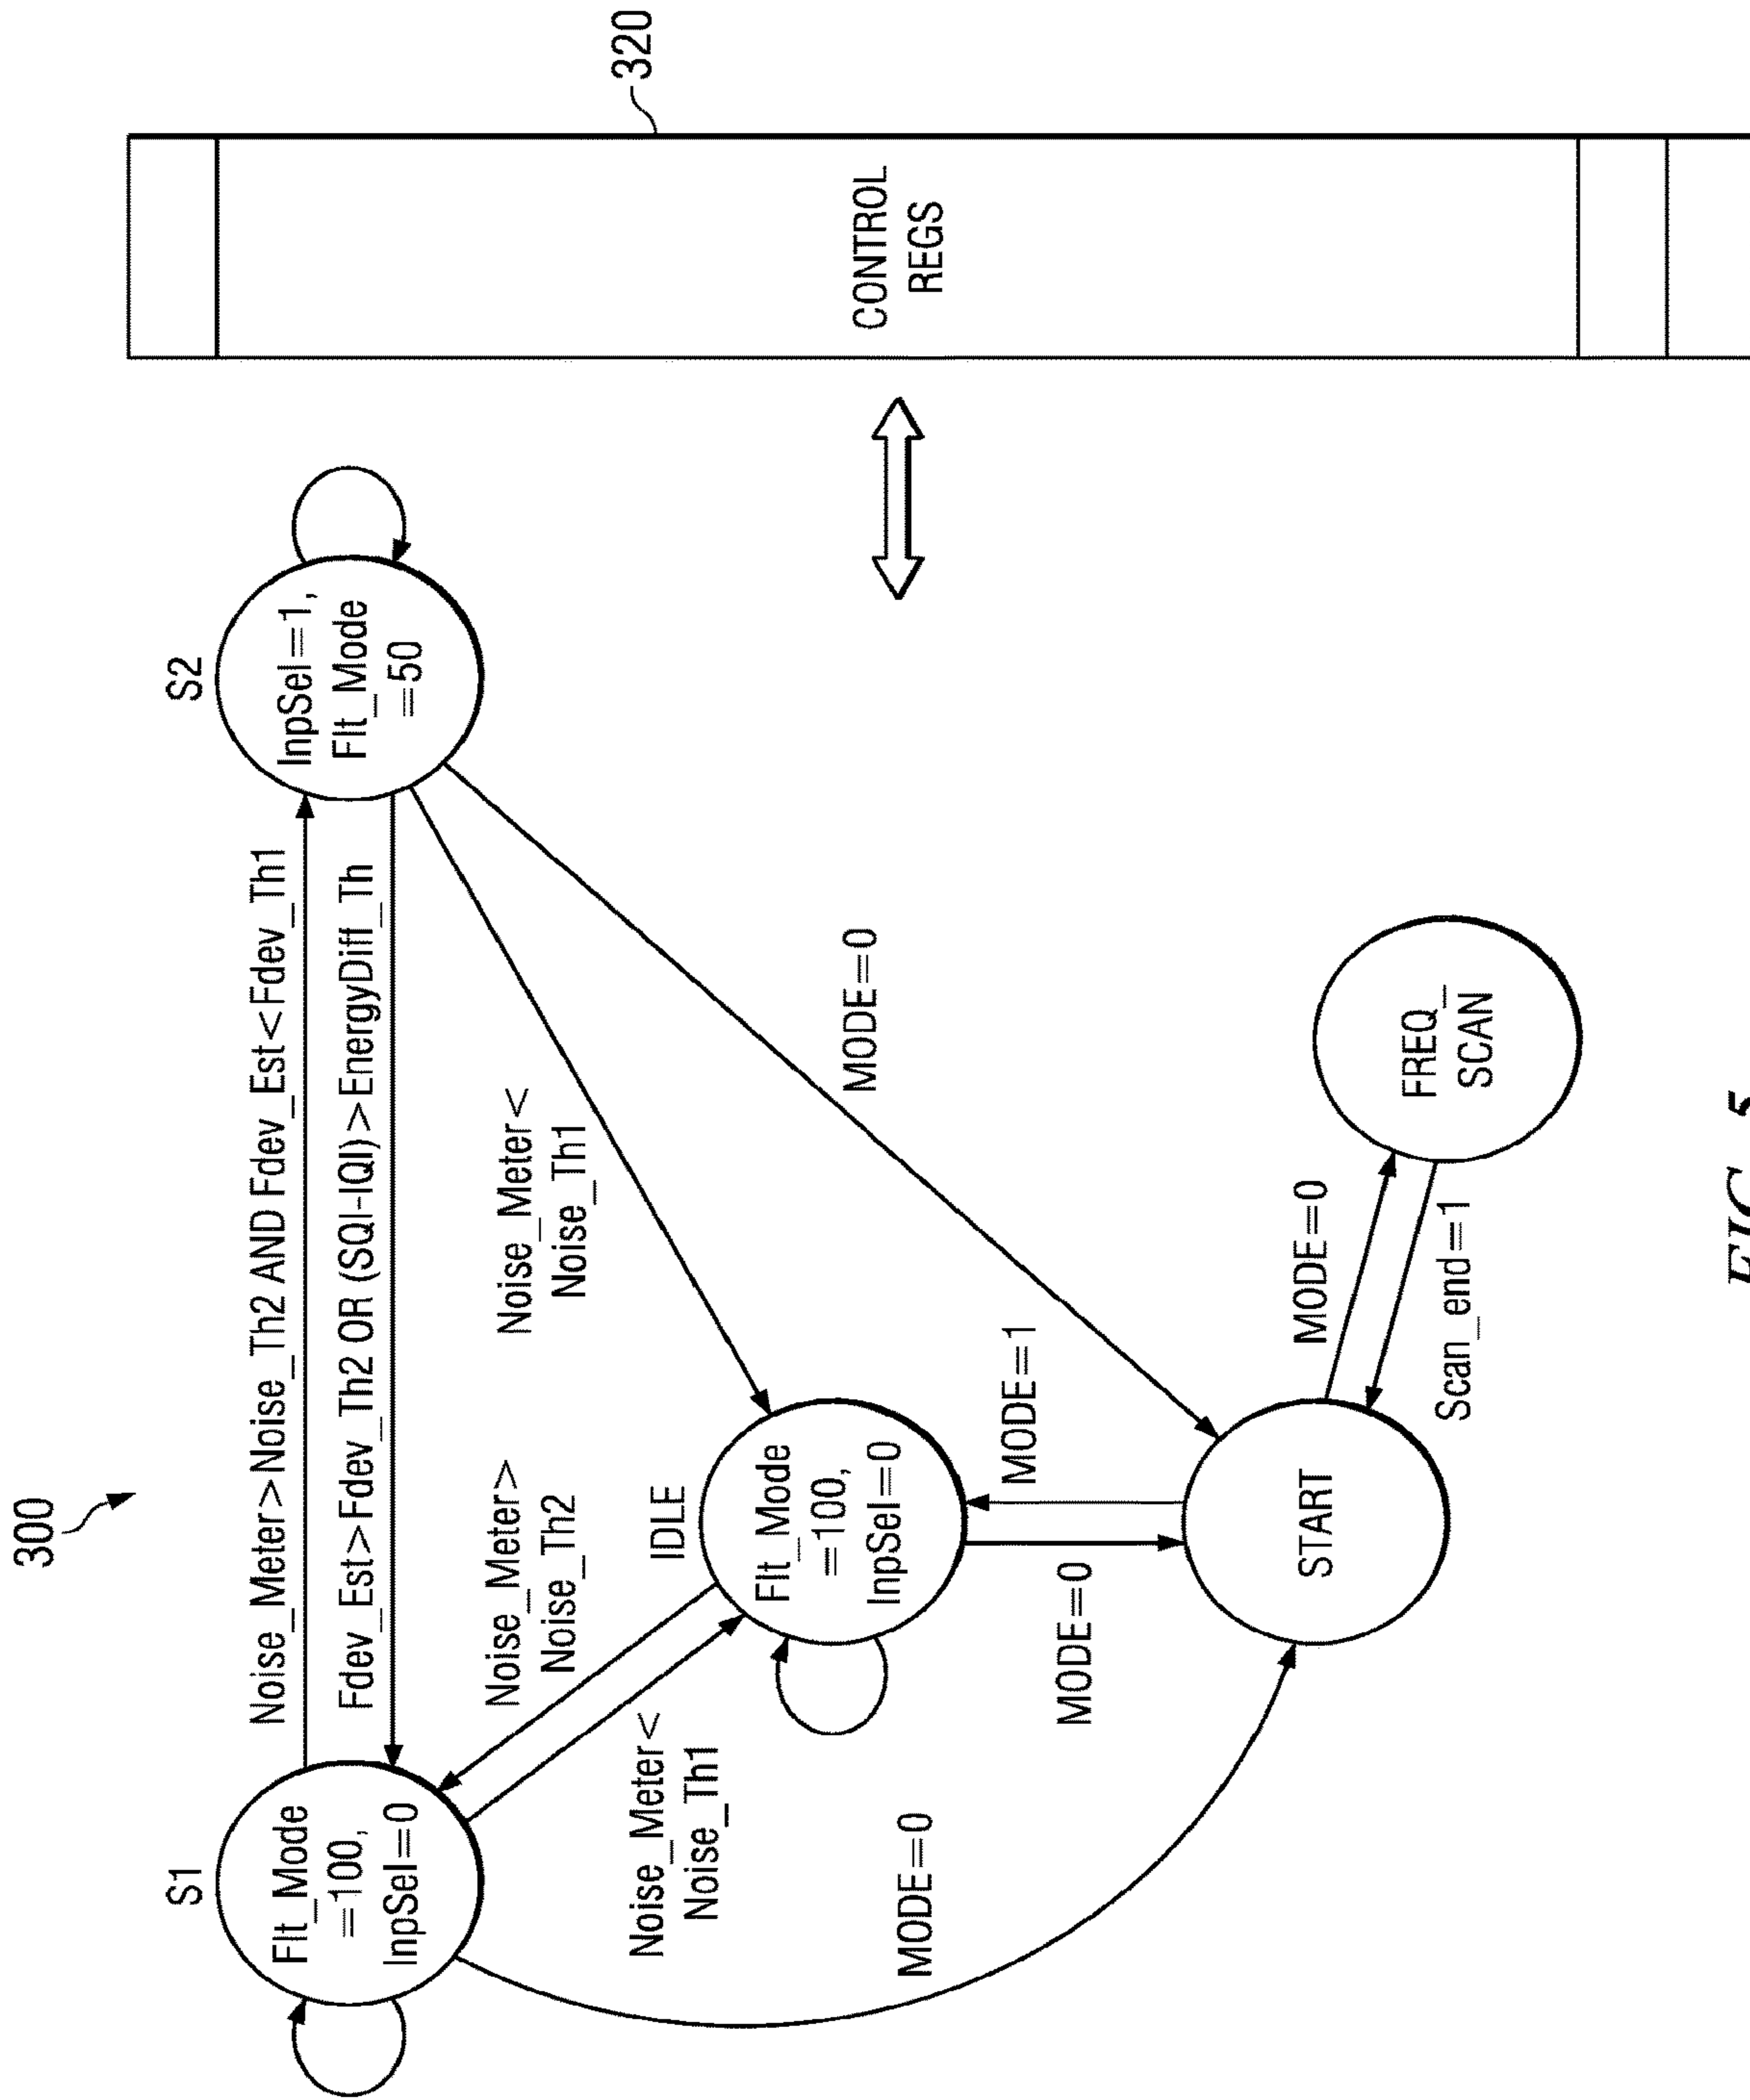 300
S1
Flt_Mode
=100,
InpSel=0
Noise_Meter>Noise_Th2 AND Fdev_Est<Fdev_Th1
Fdev_Est>Fdev_Th2 OR (SQI-IQI)>EnergyDiff_Th
S2
InpSel=1,
Flt_Mode
=50
Noise_Meter>
Noise_Th2
Noise_Meter<
Noise_Th1
Noise_Meter<
Noise_Th1
IDLE
Flt_Mode
=100,
InpSel=0
MODE=0
MODE=0
MODE=0
MODE=1
START
MODE=0
Scan_end=1
FREQ_
SCAN
CONTROL
REGS
320
FIG. 5